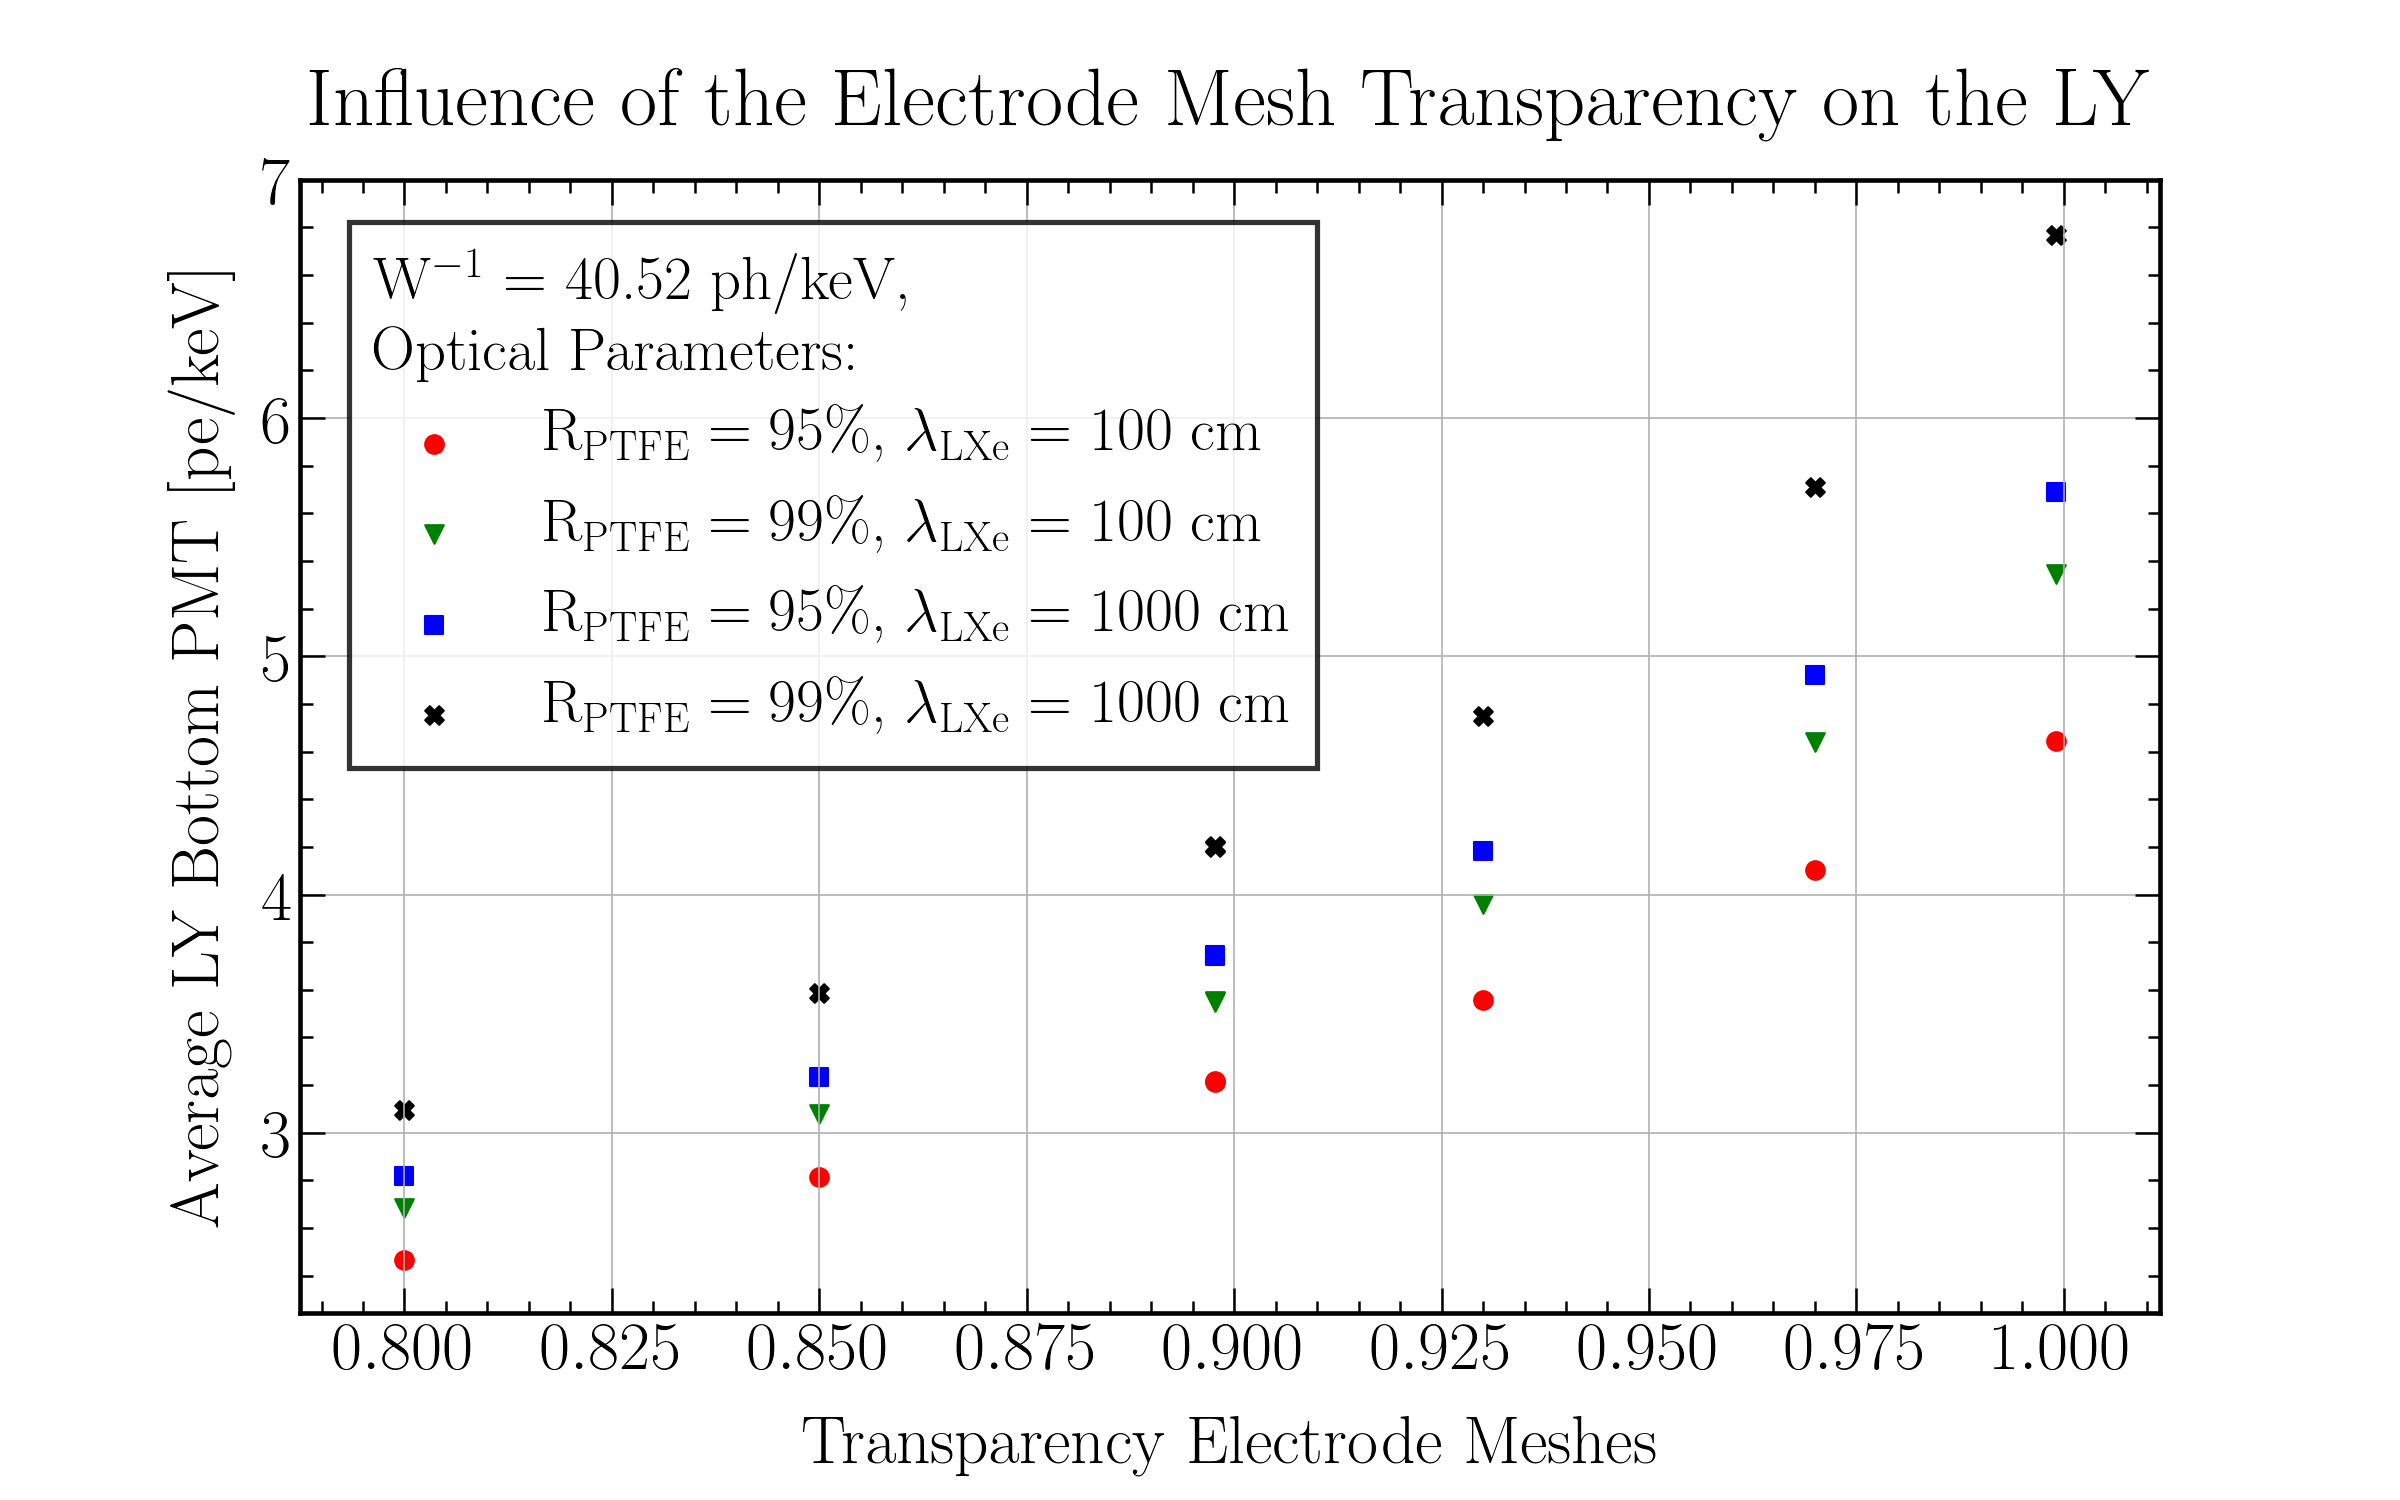 Influence of the Electrode Mesh Transparency on the LY
Average LY Bottom PMT [pe/keV]
7
6
5
4
3
W⁻¹ = 40.52 ph/keV,
Optical Parameters:
R_PTFE = 95%, λ_LXe = 100 cm
R_PTFE = 99%, λ_LXe = 100 cm
R_PTFE = 95%, λ_LXe = 1000 cm
R_PTFE = 99%, λ_LXe = 1000 cm
0.800 0.825 0.850 0.875 0.900 0.925 0.950 0.975 1.000
Transparency Electrode Meshes